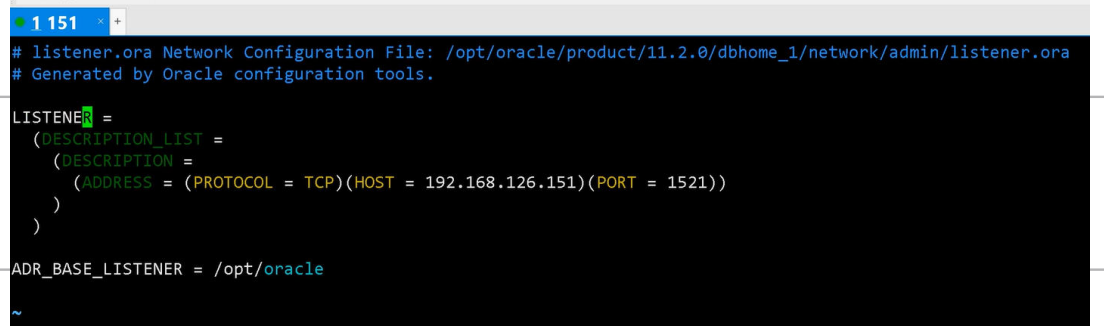 1 151 × +
# listener.ora Network Configuration File: /opt/oracle/product/11.2.0/dbhome_1/network/admin/listener.ora
# Generated by Oracle configuration tools.
LISTENER =
  (DESCRIPTION_LIST =
    (DESCRIPTION =
      (ADDRESS = (PROTOCOL = TCP)(HOST = 192.168.126.151)(PORT = 1521))
    )
  )
ADR_BASE_LISTENER = /opt/oracle
~